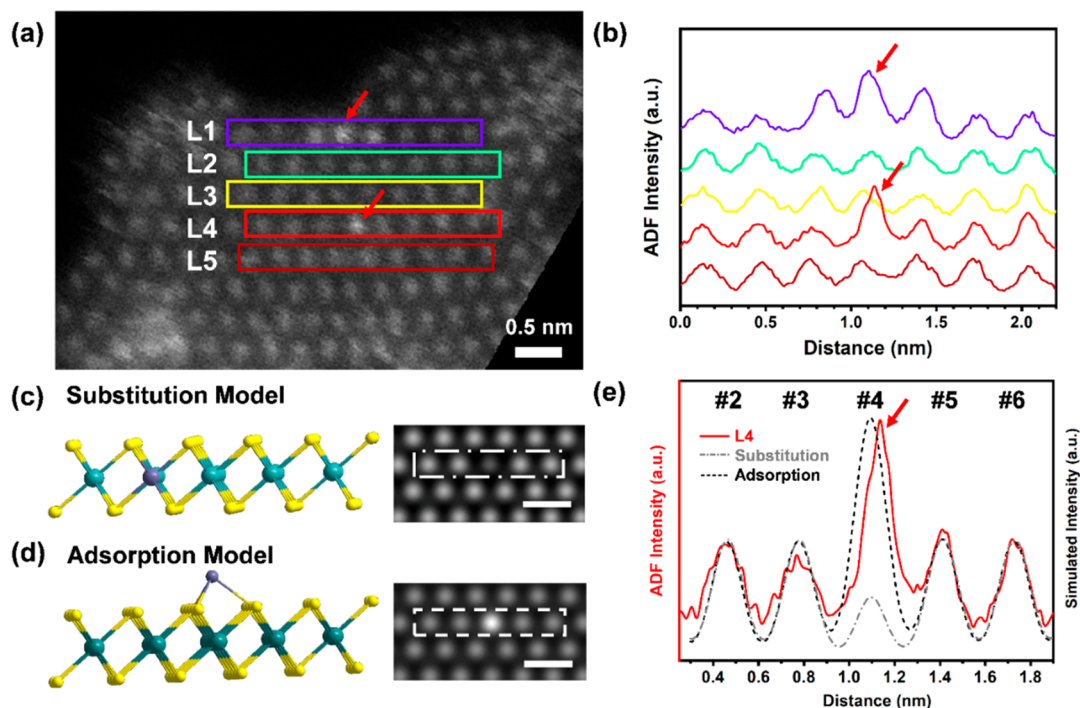 (a)
L1
L2
L3
L4
L5
0.5 nm
(b)
ADF Intensity (a.u.)
0.0 0.5 1.0 1.5 2.0
Distance (nm)
(c) Substitution Model
(d) Adsorption Model
(e)
#2 #3 #4 #5 #6
L4
Substitution
Adsorption
ADF Intensity (a.u.)
Simulated Intensity (a.u.)
0.4 0.6 0.8 1.0 1.2 1.4 1.6 1.8
Distance (nm)